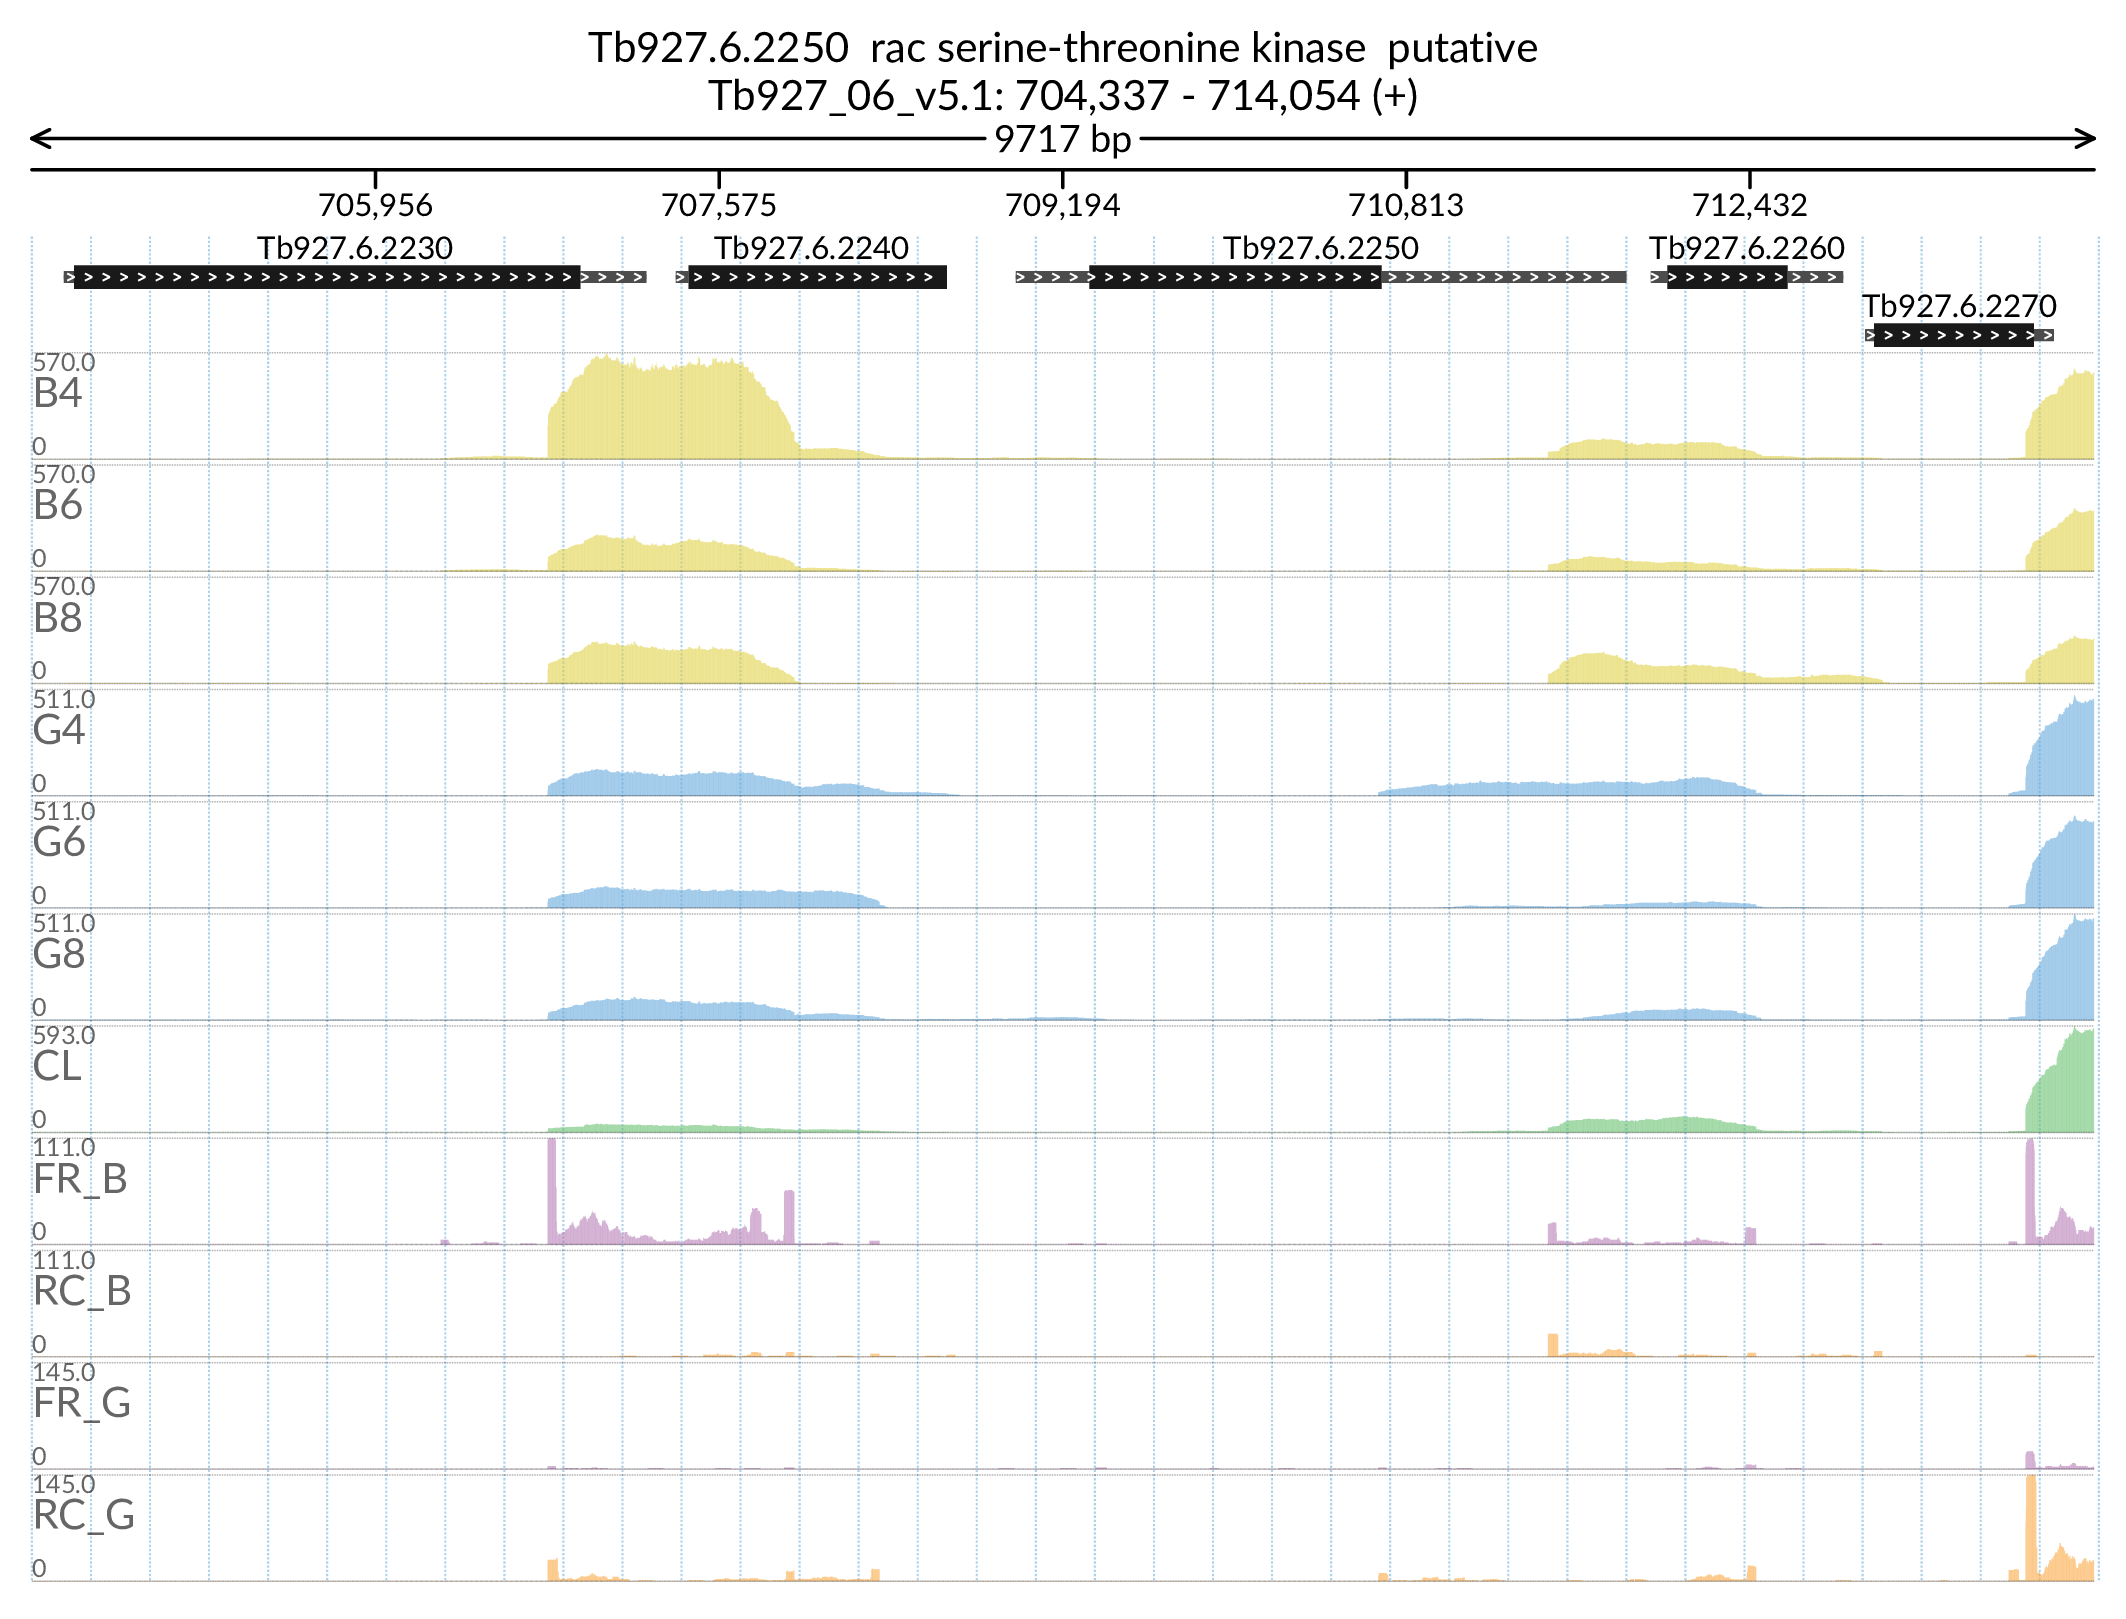 Tb927.6.2250  rac serine-threonine kinase  putative
Tb927_06_v5.1: 704,337 - 714,054 (+)
9717 bp
705,956 707,575 709,194 710,813 712,432
Tb927.6.2230 Tb927.6.2240 Tb927.6.2250 Tb927.6.2260
Tb927.6.2270
570.0
B4
0
570.0
B6
0
570.0
B8
0
511.0
G4
0
511.0
G6
0
511.0
G8
0
593.0
CL
0
111.0
FR_B
0
111.0
RC_B
0
145.0
FR_G
0
145.0
RC_G
0